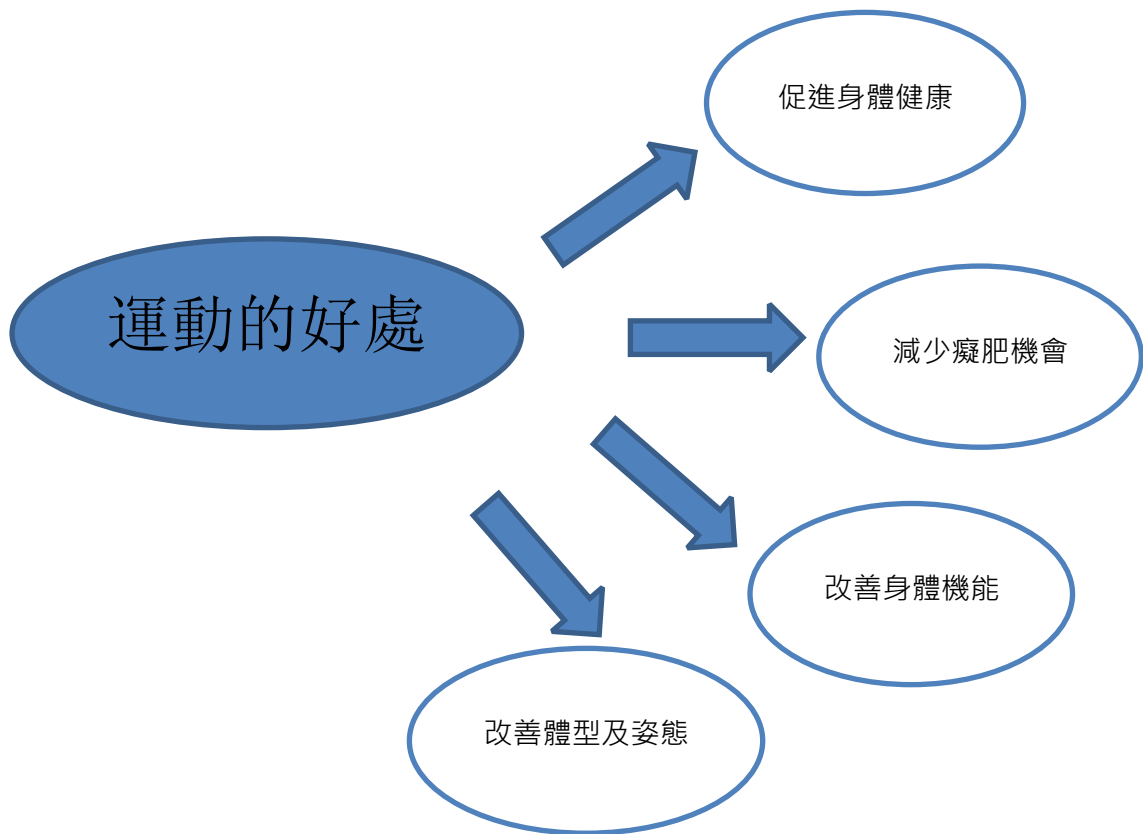 運動的好處
促進身體健康
減少癡肥機會
改善身體機能
改善體型及姿態